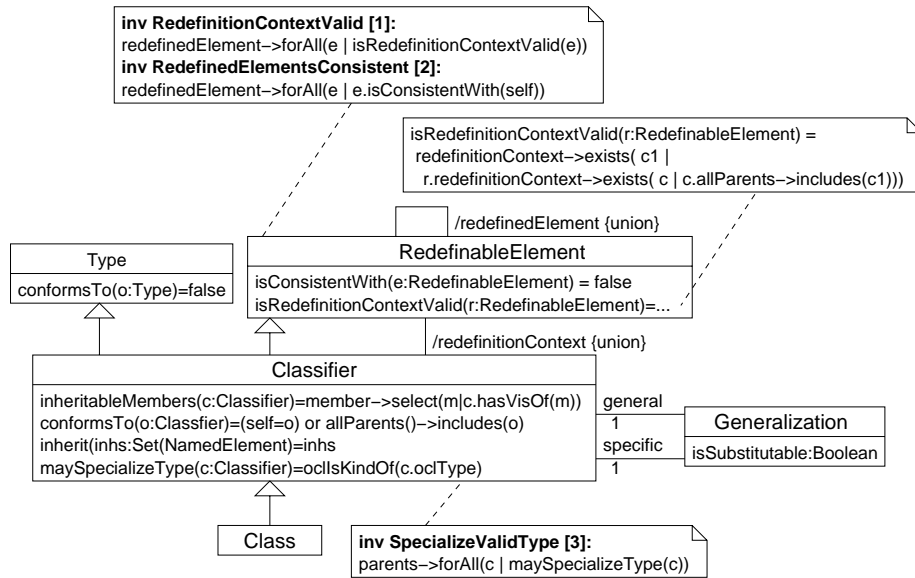 inv RedefinitionContextValid [1]:
redefinedElement−>forAll(e | isRedefinitionContextValid(e))
inv RedefinedElementsConsistent [2]:
redefinedElement−>forAll(e | e.isConsistentWith(self))
isRedefinitionContextValid(r:RedefinableElement) =
redefinitionContext−>exists( c1 |
r.redefinitionContext−>exists( c | c.allParents−>includes(c1)))
/redefinedElement {union}
Type
conformsTo(o:Type)=false
RedefinableElement
isConsistentWith(e:RedefinableElement) = false
isRedefinitionContextValid(r:RedefinableElement)=...
/redefinitionContext {union}
Classifier
inheritableMembers(c:Classifier)=member−>select(m|c.hasVisOf(m))
conformsTo(o:Classfier)=(self=o) or allParents()−>includes(o)
inherit(inhs:Set(NamedElement)=inhs
maySpecializeType(c:Classifier)=oclIsKindOf(c.oclType)
general
1
specific
1
Generalization
isSubstitutable:Boolean
Class
inv SpecializeValidType [3]:
parents−>forAll(c | maySpecializeType(c))